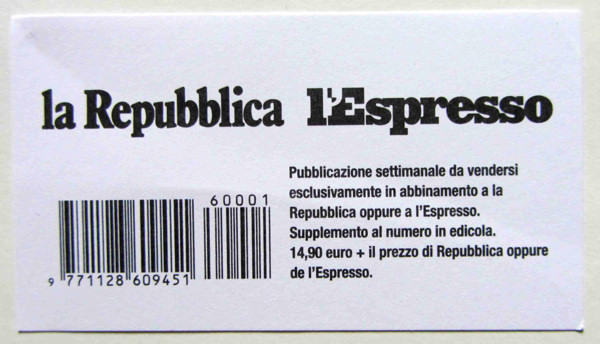 la Repubblica l'Espresso
Pubblicazione settimanale da vendersi
esclusivamente in abbinamento a la
Repubblica oppure a l'Espresso.
Supplemento al numero in edicola.
14,90 euro + il prezzo di Repubblica oppure
de l'Espresso.
60001
9 771128 609451